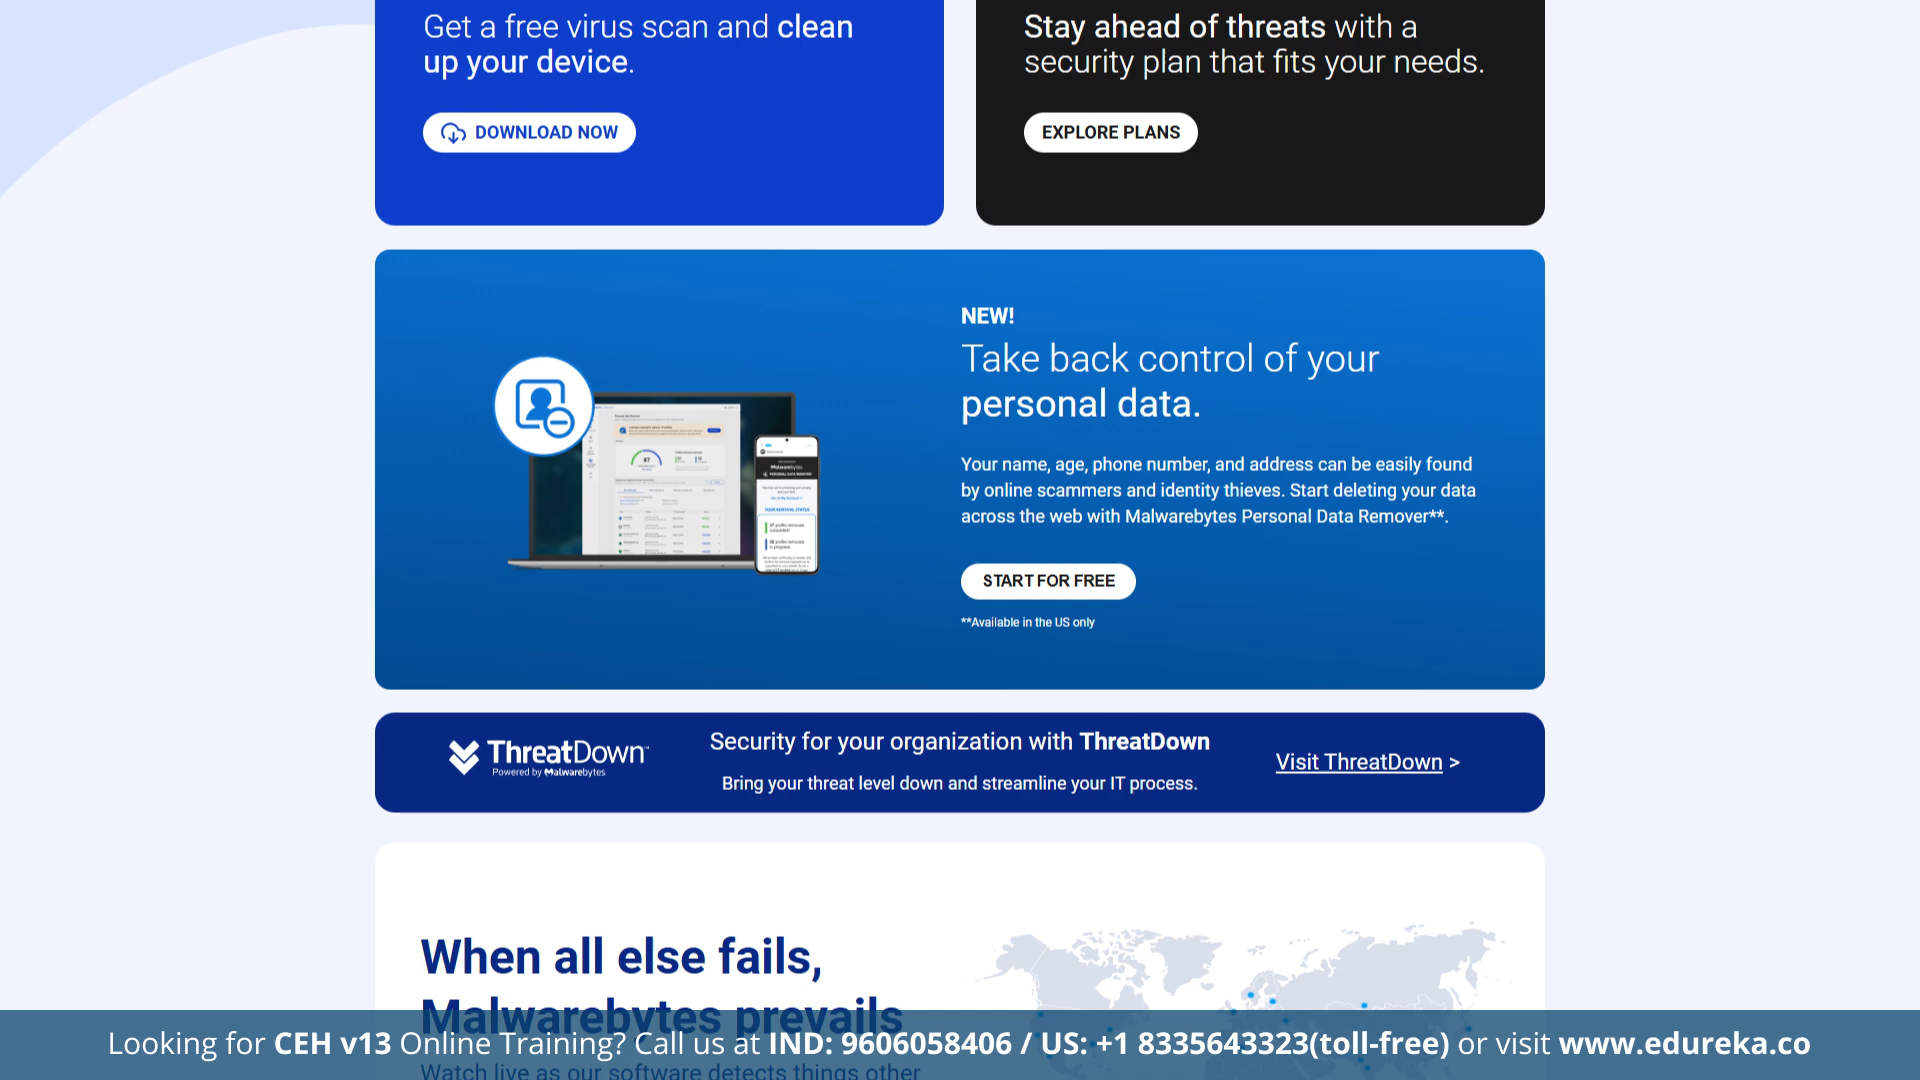 Get a free virus scan and clean
up your device.
DOWNLOAD NOW
Stay ahead of threats with a
security plan that fits your needs.
EXPLORE PLANS
NEW!
Take back control of your
personal data.
Your name, age, phone number, and address can be easily found
by online scammers and identity thieves. Start deleting your data
across the web with Malwarebytes Personal Data Remover**.
START FOR FREE
**Available in the US only
ThreatDown
Powered by Malwarebytes
Security for your organization with ThreatDown
Bring your threat level down and streamline your IT process.
Visit ThreatDown >
When all else fails,
Malwarebytes prevails
Looking for CEH v13 Online Training? Call us at IND: 9606058406 / US: +1 8335643323(toll-free) or visit www.edureka.co
Watch live as our software detects things other